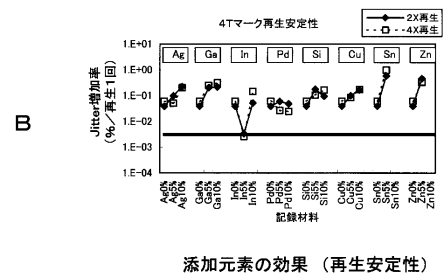 4Tマーク再生安定性
2X再生
4X再生
B
Jitter増加率
(%/再生1回)
1.E+01
1.E+00
1.E-01
1.E-02
1.E-03
1.E-04
Ag Ga In Pd Si Cu Sn Zn
Ag0% Ag5% Ag10% Ga0% Ga5% Ga10% In0% In5% In10% Pd0% Pd5% Pd10% Si0% Si5% Si10% Cu0% Cu5% Cu10% Sn0% Sn5% Sn10% Zn0% Zn5% Zn10%
記録材料
添加元素の効果 (再生安定性)